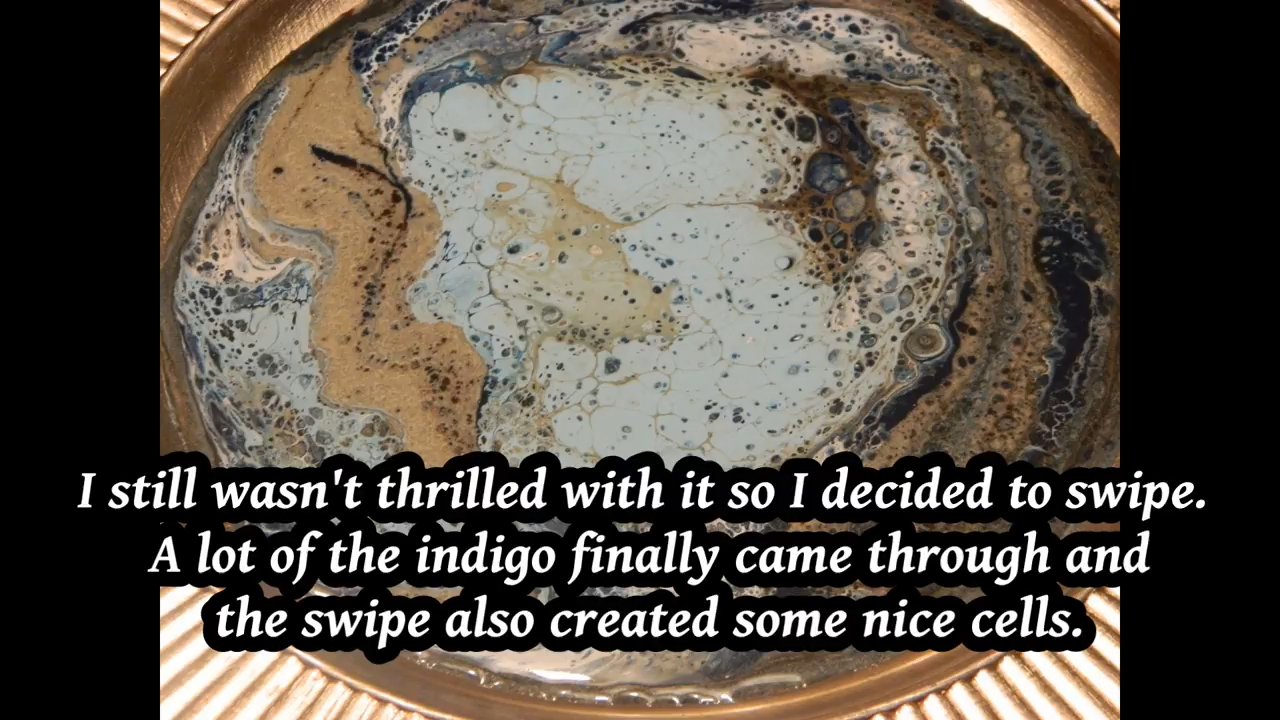 I still wasn't thrilled with it so I decided to swipe.
A lot of the indigo finally came through and
the swipe also created some nice cells.